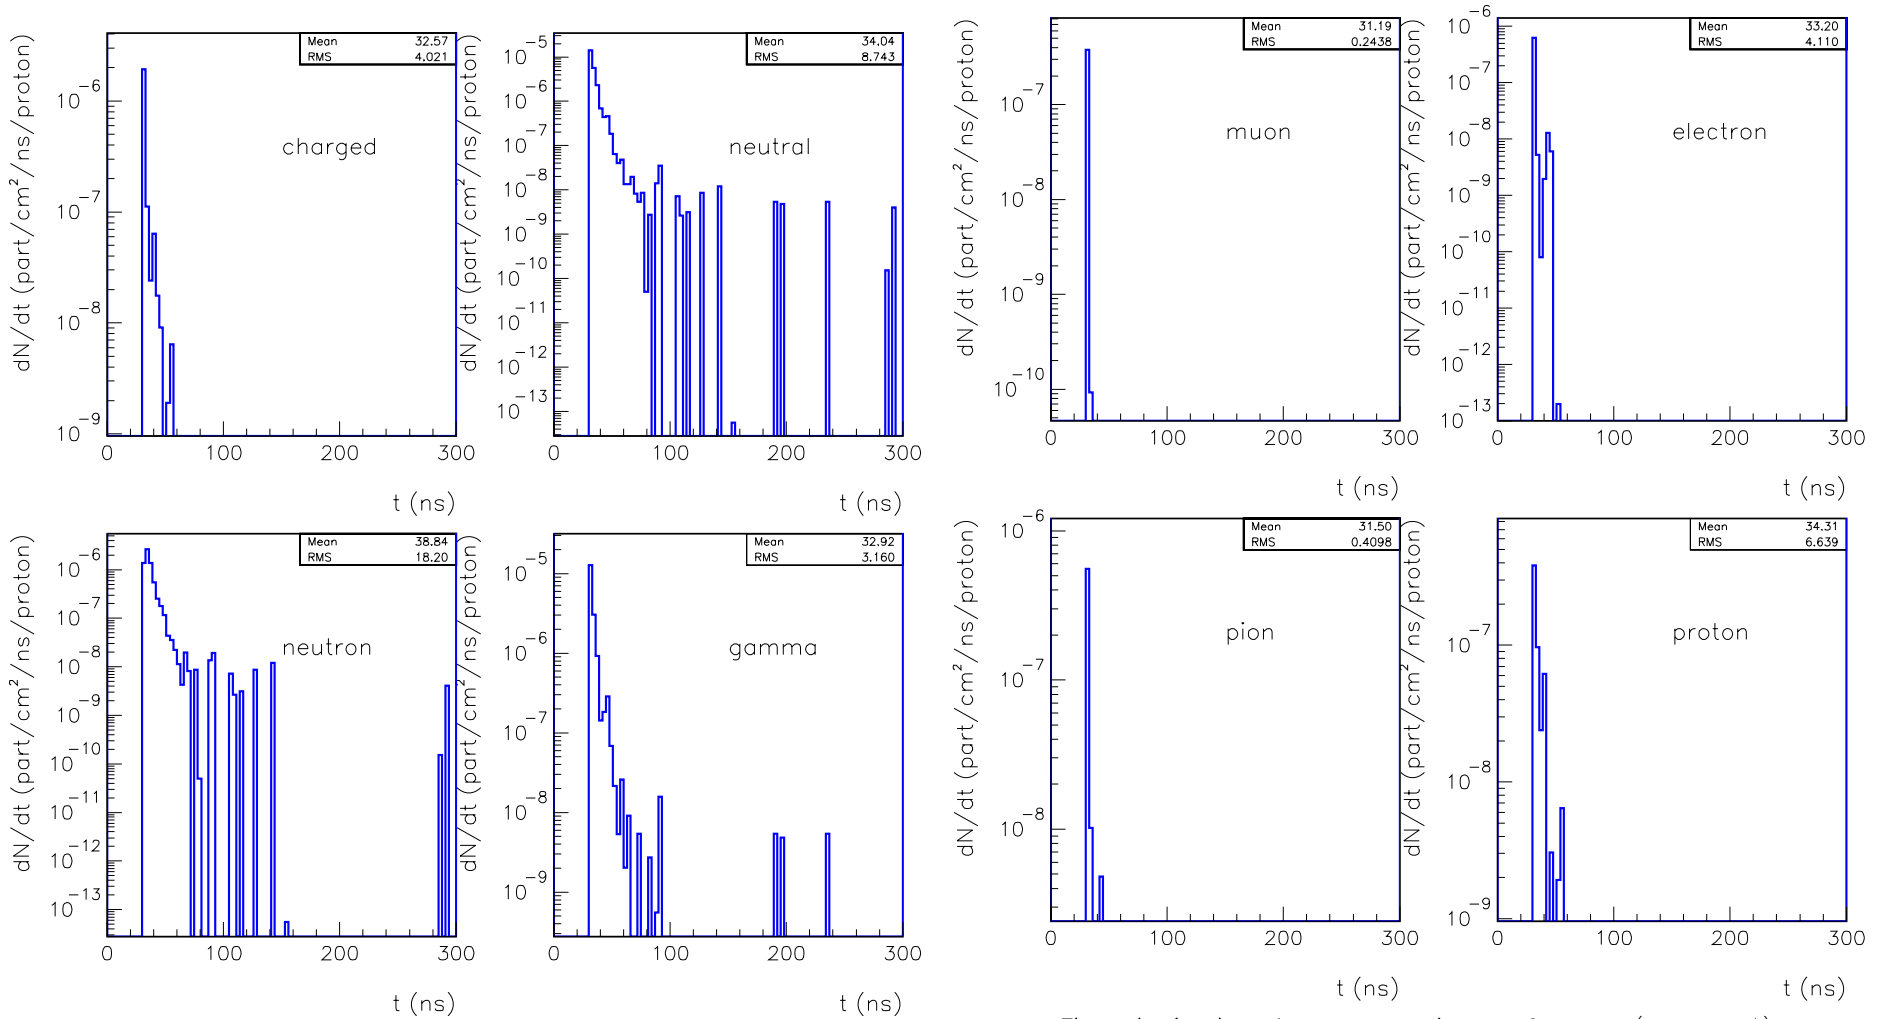 Mean 32.57
RMS 4.021
charged
dN/dt (part/cm²/ns/proton)
10⁻⁶
10⁻⁷
10⁻⁸
10⁻⁹
0 100 200 300
t (ns)
Mean 34.04
RMS 8.743
neutral
dN/dt (part/cm²/ns/proton)
10⁻⁵
10⁻⁶
10⁻⁷
10⁻⁸
10⁻⁹
10⁻¹⁰
10⁻¹¹
10⁻¹²
10⁻¹³
0 100 200 300
t (ns)
Mean 31.19
RMS 0.2438
muon
dN/dt (part/cm²/ns/proton)
10⁻⁷
10⁻⁸
10⁻⁹
10⁻¹⁰
0 100 200 300
t (ns)
Mean 33.20
RMS 4.110
electron
dN/dt (part/cm²/ns/proton)
10⁻⁶
10⁻⁷
10⁻⁸
10⁻⁹
10⁻¹⁰
10⁻¹¹
10⁻¹²
10⁻¹³
0 100 200 300
t (ns)
Mean 38.84
RMS 18.20
neutron
dN/dt (part/cm²/ns/proton)
10⁻⁶
10⁻⁷
10⁻⁸
10⁻⁹
10⁻¹⁰
10⁻¹¹
10⁻¹²
10⁻¹³
0 100 200 300
t (ns)
Mean 32.92
RMS 3.160
gamma
dN/dt (part/cm²/ns/proton)
10⁻⁵
10⁻⁶
10⁻⁷
10⁻⁸
10⁻⁹
0 100 200 300
t (ns)
Mean 31.50
RMS 0.4098
pion
dN/dt (part/cm²/ns/proton)
10⁻⁶
10⁻⁷
10⁻⁸
0 100 200 300
t (ns)
Mean 34.31
RMS 6.639
proton
dN/dt (part/cm²/ns/proton)
10⁻⁷
10⁻⁸
10⁻⁹
0 100 200 300
t (ns)